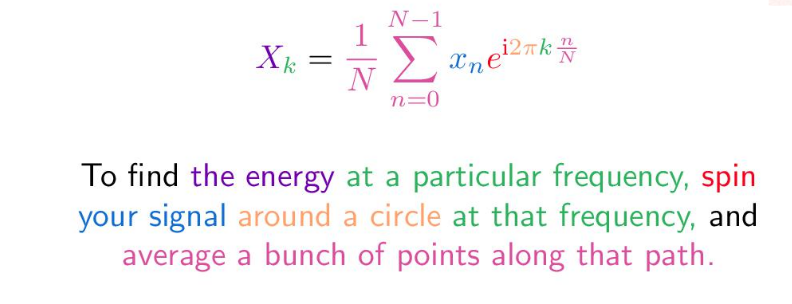 X_k = \frac{1}{N} \sum_{n=0}^{N-1} x_n e^{i2\pi k \frac{n}{N}}
To find the energy at a particular frequency, spin
your signal around a circle at that frequency, and
average a bunch of points along that path.